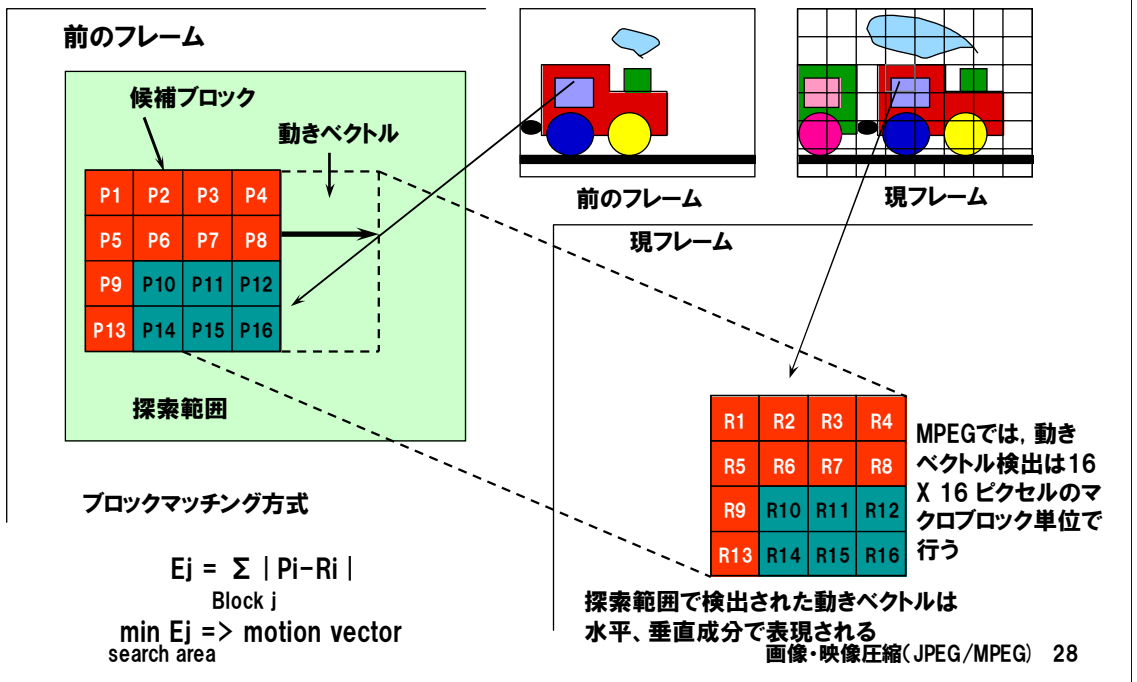 前のフレーム
候補ブロック
動きベクトル
P1 P2 P3 P4
P5 P6 P7 P8
P9 P10 P11 P12
P13 P14 P15 P16
探索範囲
前のフレーム
現フレーム
現フレーム
R1 R2 R3 R4
R5 R6 R7 R8
R9 R10 R11 R12
R13 R14 R15 R16
MPEGでは, 動き
ベクトル検出は16
X 16 ピクセルのマ
クロブロック単位で
行う
ブロックマッチング方式
Ej = Σ | Pi-Ri |
Block j
min Ej => motion vector
search area
探索範囲で検出された動きベクトルは
水平、垂直成分で表現される
画像・映像圧縮(JPEG/MPEG) 28